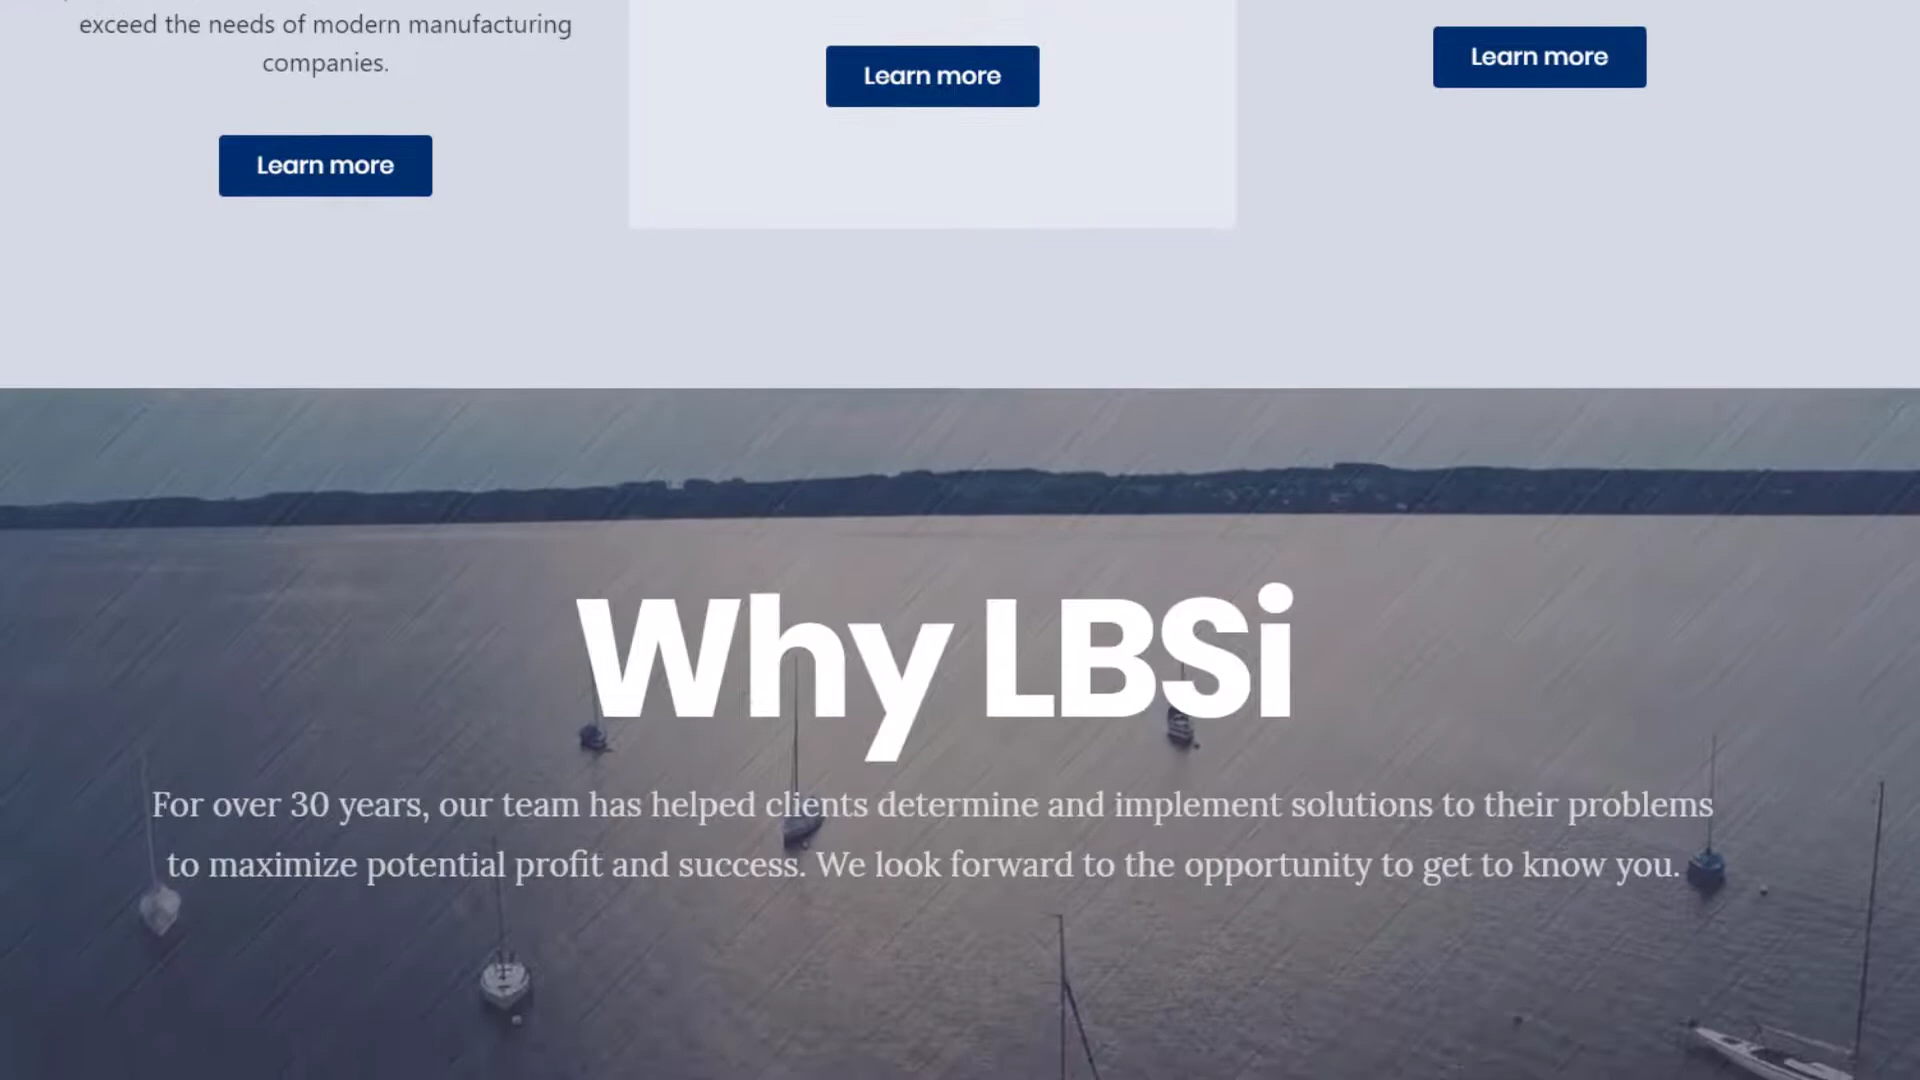 exceed the needs of modern manufacturing
companies.
Learn more
Learn more
Learn more
Why LBSi
For over 30 years, our team has helped clients determine and implement solutions to their problems
to maximize potential profit and success. We look forward to the opportunity to get to know you.